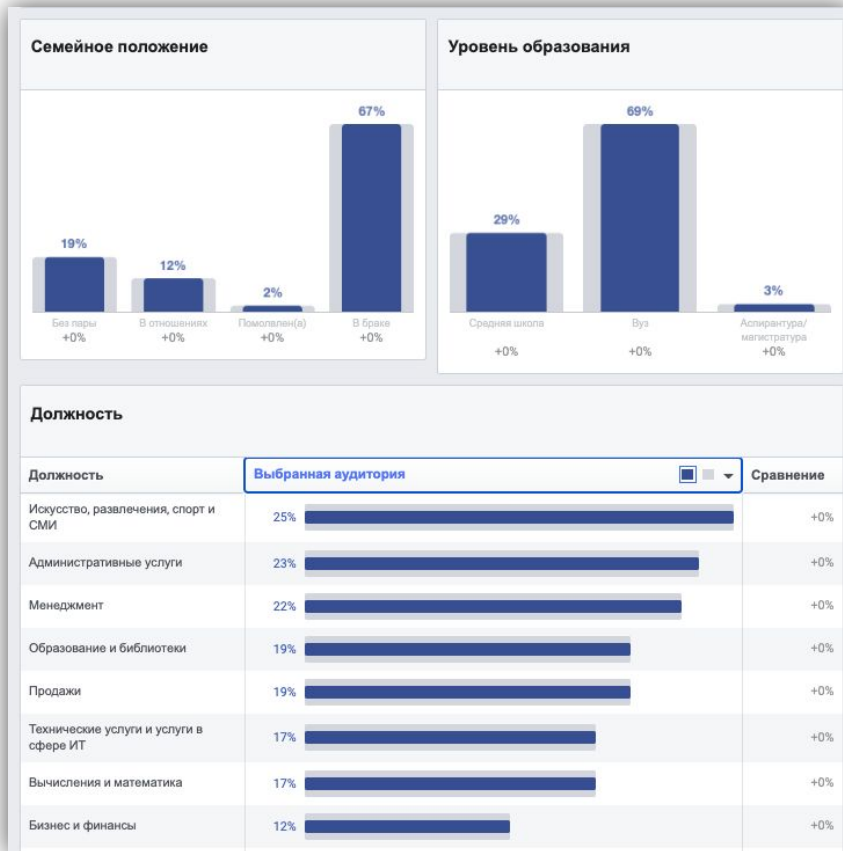 Семейное положение
67%
19%
12%
2%
Без пары
В отношениях
Помолвлен(а)
В браке
+0%
+0%
+0%
+0%
Уровень образования
69%
29%
3%
Средняя школа
Вуз
Аспирантура/
магистратура
+0%
+0%
+0%
Должность
Должность
Выбранная аудитория
Сравнение
Искусство, развлечения, спорт и
СМИ
25%
+0%
Административные услуги
23%
+0%
Менеджмент
22%
+0%
Образование и библиотеки
19%
+0%
Продажи
19%
+0%
Технические услуги и услуги в
сфере ИТ
17%
+0%
Вычисления и математика
17%
+0%
Бизнес и финансы
12%
+0%